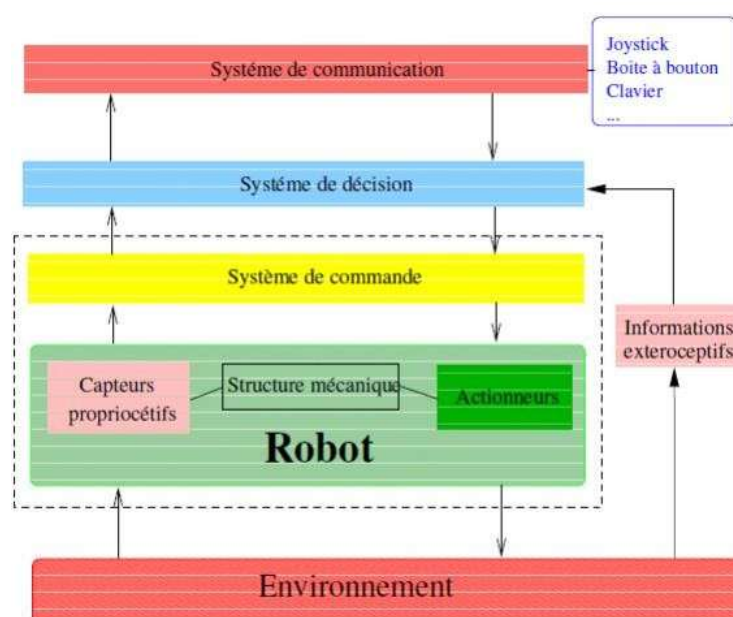 Systéme de communication
Joystick
Boite à bouton
Clavier
...
Systéme de décision
Système de commande
Informations
exteroceptifs
Capteurs
propriocétifs
Structure mécanique
Actionneurs
Robot
Environnement